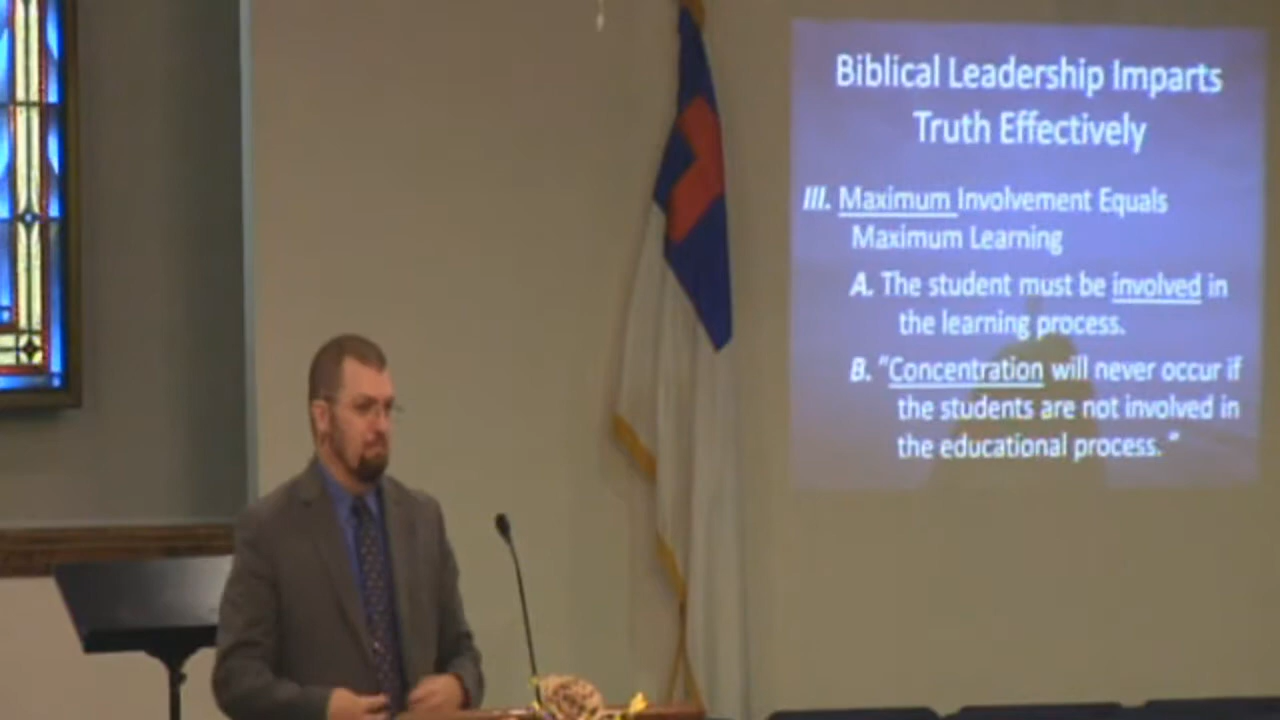 Biblical Leadership Imparts
Truth Effectively
III. Maximum Involvement Equals
Maximum Learning
A. The student must be involved in
the learning process.
B. "Concentration will never occur if
the students are not involved in
the educational process."